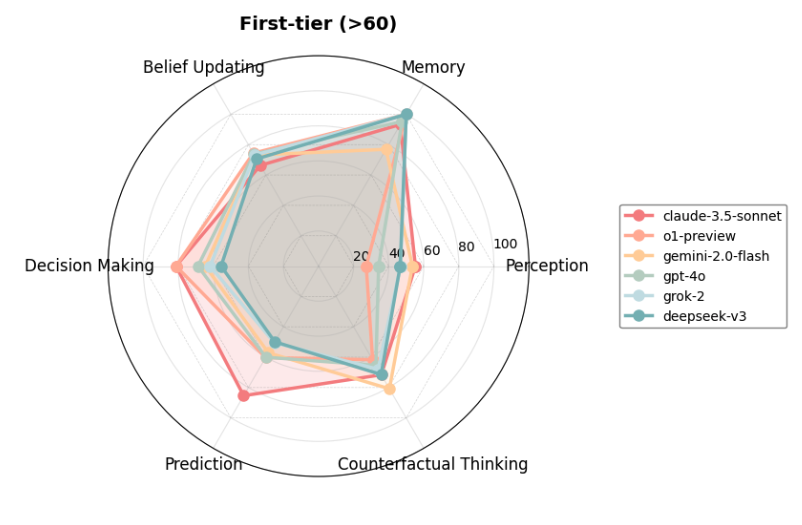 First-tier (>60)
Belief Updating
Memory
Decision Making
20
40
60
80
100
Perception
Prediction
Counterfactual Thinking
claude-3.5-sonnet
o1-preview
gemini-2.0-flash
gpt-4o
grok-2
deepseek-v3